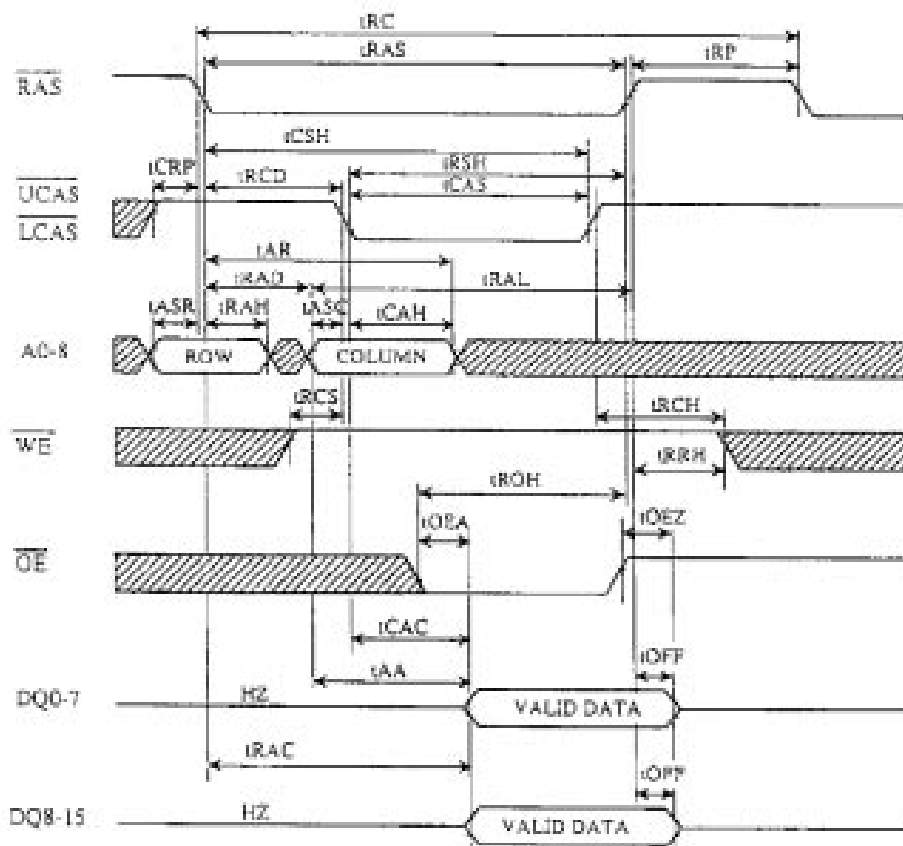 tRC
tRAS
tRP
RAS
tCSH
tCRP
tRCD
tRSH
tCAS
UCAS
LCAS
tAR
tRAD
tRAL
tASR
tRAH
tASC
tCAH
A0-8
ROW
COLUMN
tRCS
tRCH
WE
tRRH
tROH
tOEA
tOEZ
OE
tCAC
tOFF
tAA
DQ0-7
HZ
VALID DATA
tRAC
tOFF
DQ8-15
HZ
VALID DATA